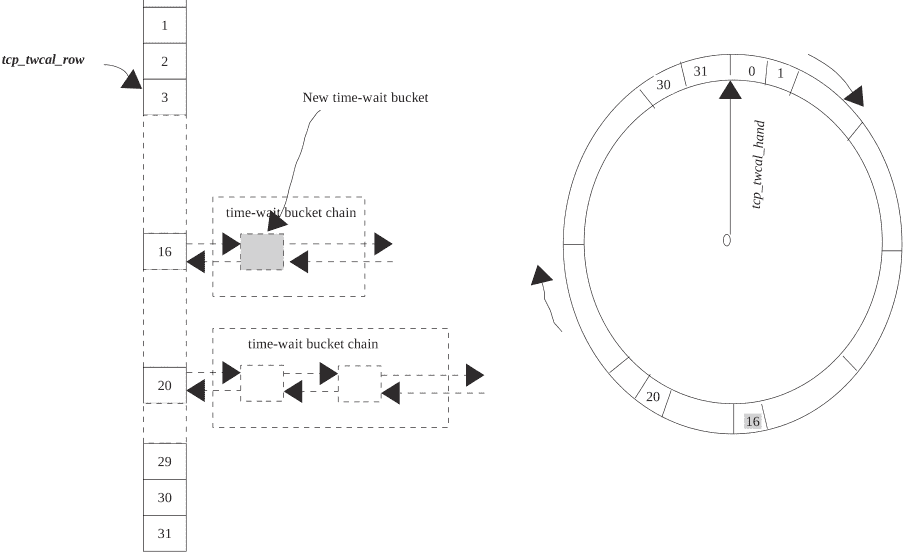 1
2
tcp_twcal_row
3
New time-wait bucket
time-wait bucket chain
16
time-wait bucket chain
20
29
30
31
30
31
0
1
tcp_twcal_hand
20
16